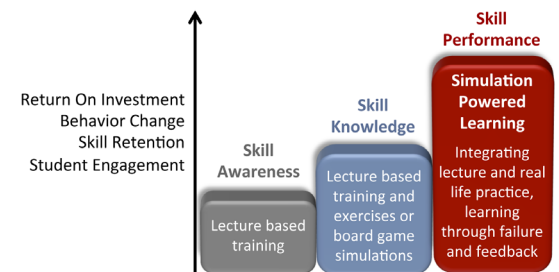 Return On Investment
Behavior Change
Skill Retention
Student Engagement
Skill
Awareness
Lecture based
training
Skill
Knowledge
Lecture based
training and
exercises or
board game
simulations
Skill
Performance
Simulation
Powered
Learning
Integrating
lecture and real
life practice,
learning
through failure
and feedback